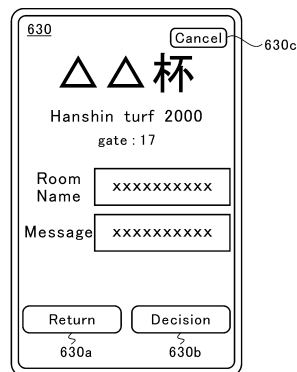 630
Cancel
630c
△△杯
Hanshin turf 2000
gate : 17
Room
Name
xxxxxxxxxx
Message
xxxxxxxxxx
Return
Decision
630a
630b